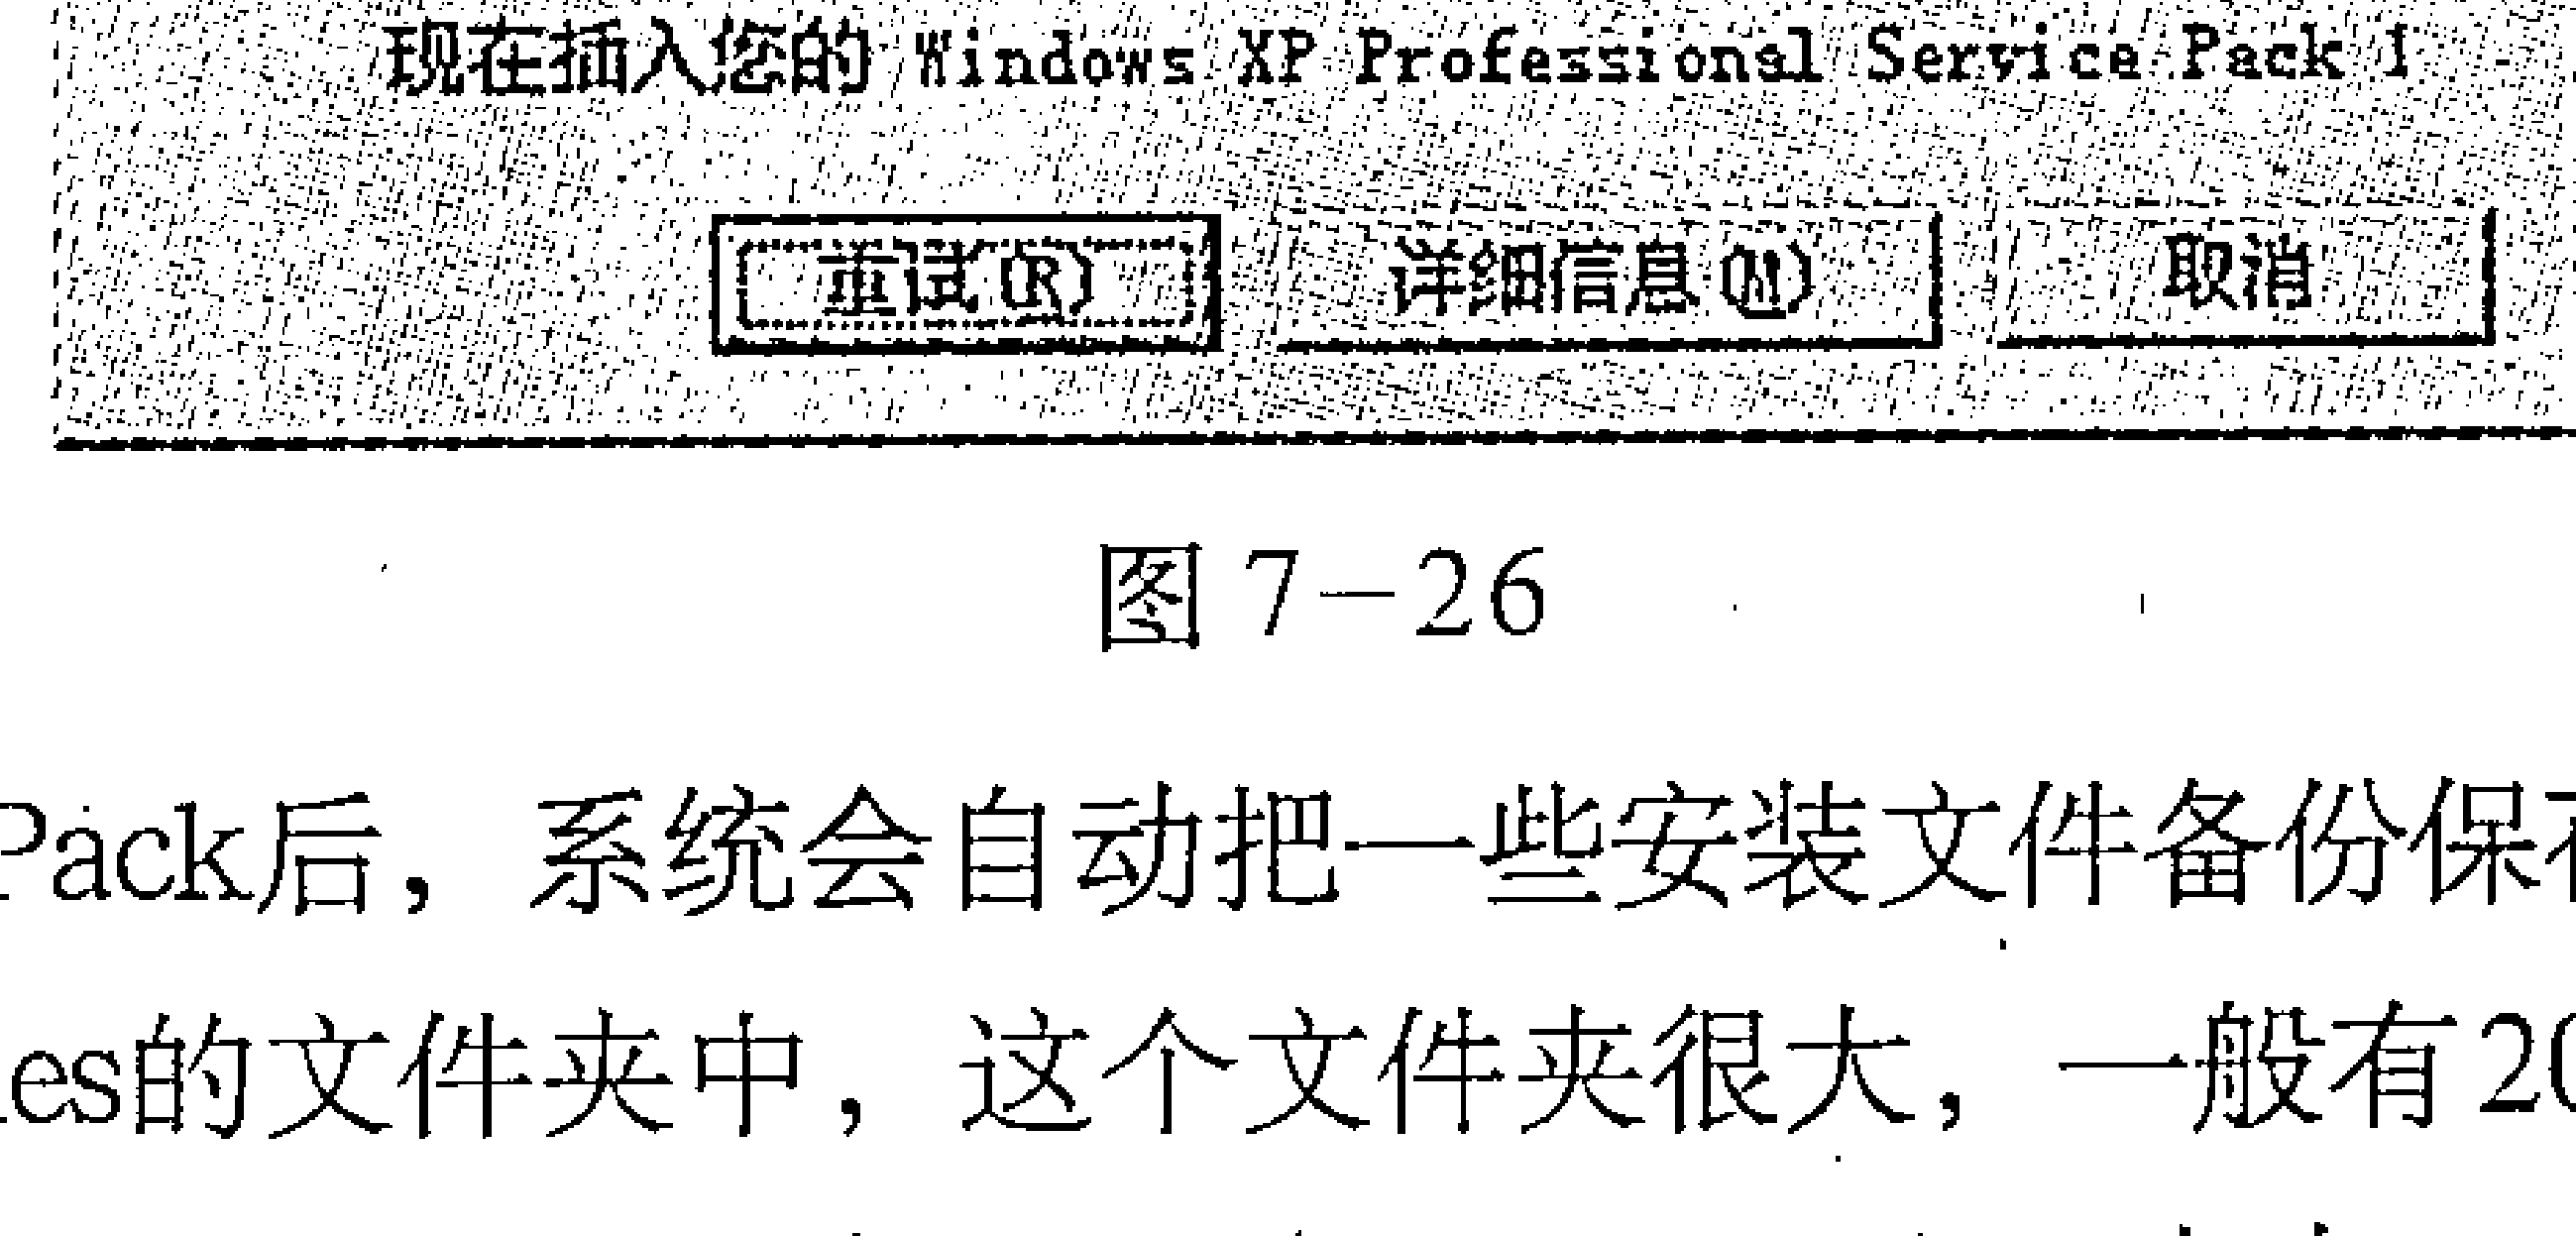 现在插入您的 Windows XP Professional Service Pack 1
重试(R) 详细信息(M) 取消
图 7-26
Pack后，系统会自动把一些安装文件备份保
es的文件夹中，这个文件夹很大，一般有20